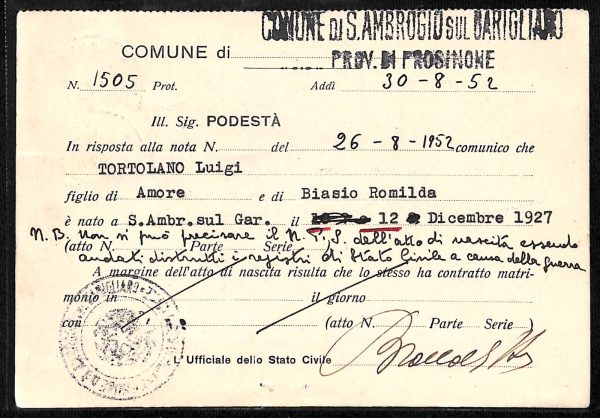 COMUNE DI S. AMBROGIO SUL GARIGLIANO
COMUNE di PROV. DI FROSINONE
N. 1505 Prot. Addì 30-8-52
Ill. Sig. PODESTÀ
In risposta alla nota N. del 26-8-1952 comunico che
TORTOLANO Luigi
figlio di Amore e di Biasio Romilda
è nato a S.Ambr.sul Gar. il 12 Dicembre 1927
N.B. Non si può precisare il N. P. S. dell'atto di nascita essendo
(atto N. Parte Serie
andati distrutti i registri di Stato Civile a causa della guerra
A margine dell'atto di nascita risulta che lo stesso ha contratto matri-
monio in il giorno
con (atto N. Parte Serie )
L'Ufficiale dello Stato Civile